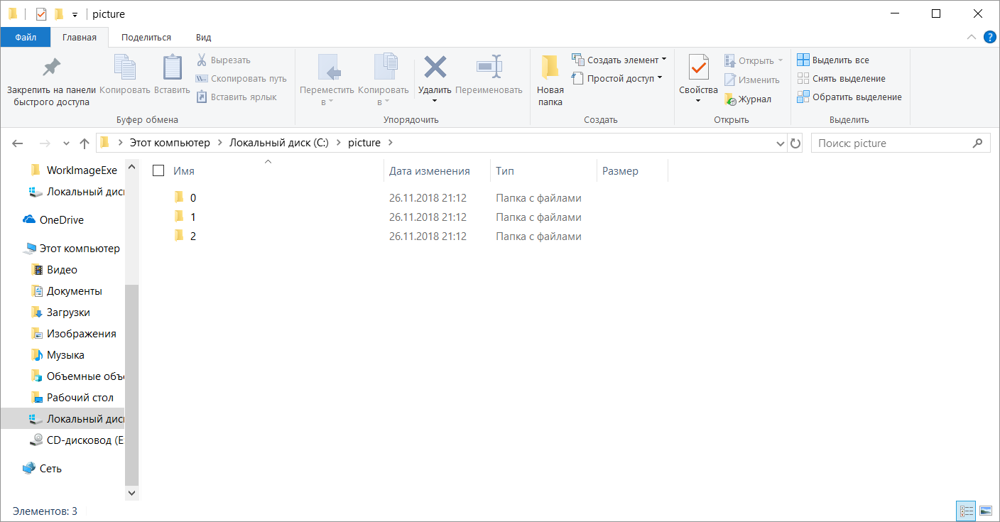 picture
Файл Главная Поделиться Вид
Закрепить на панели быстрого доступа
Копировать
Вставить
Вырезать
Скопировать путь
Вставить ярлык
Буфер обмена
Переместить в
Копировать в
Удалить
Переименовать
Упорядочить
Новая папка
Создать элемент
Простой доступ
Создать
Свойства
Открыть
Изменить
Журнал
Открыть
Выделить все
Снять выделение
Обратить выделение
Выделить
Этот компьютер Локальный диск (C:) picture
Поиск: picture
WorkImageExe
Локальный дис
OneDrive
Этот компьютер
Видео
Документы
Загрузки
Изображения
Музыка
Объемные объ
Рабочий стол
Локальный дис
CD-дисковод (E
Сеть
Имя Дата изменения Тип Размер
0 26.11.2018 21:12 Папка с файлами
1 26.11.2018 21:12 Папка с файлами
2 26.11.2018 21:12 Папка с файлами
Элементов: 3